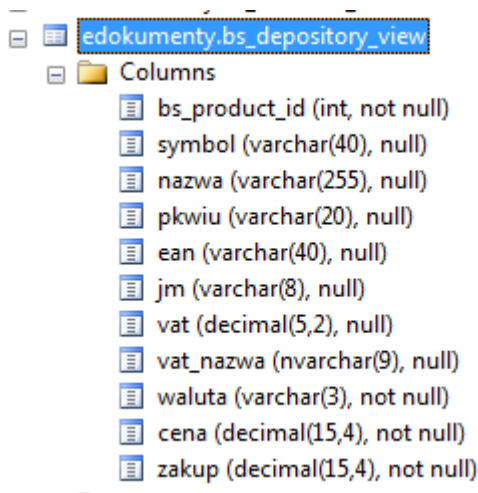 edokumenty.bs_depository_view
Columns
bs_product_id (int, not null)
symbol (varchar(40), null)
nazwa (varchar(255), null)
pkwiu (varchar(20), null)
ean (varchar(40), null)
jm (varchar(8), null)
vat (decimal(5,2), null)
vat_nazwa (nvarchar(9), null)
waluta (varchar(3), not null)
cena (decimal(15,4), not null)
zakup (decimal(15,4), not null)